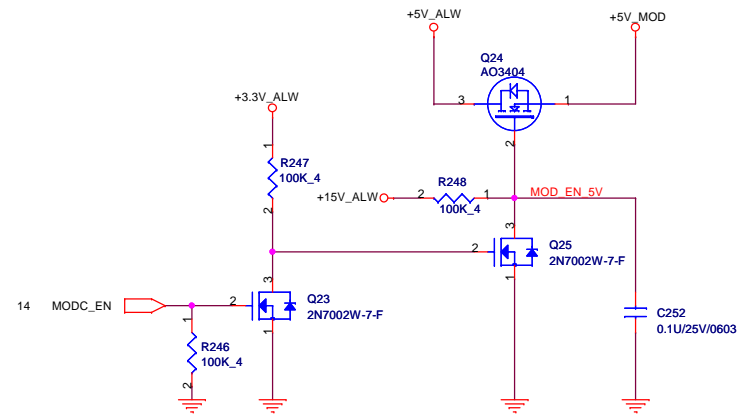 +5V_ALW
+5V_MOD
Q24
AO3404
3
1
2
+3.3V_ALW
1
R247
100K_4
2
+15V_ALW
2
R248
1
100K_4
MOD_EN_5V
3
Q25
2N7002W-7-F
2
1
3
14 MODC_EN
2
Q23
2N7002W-7-F
1
1
R246
100K_4
2
C252
0.1U/25V/0603